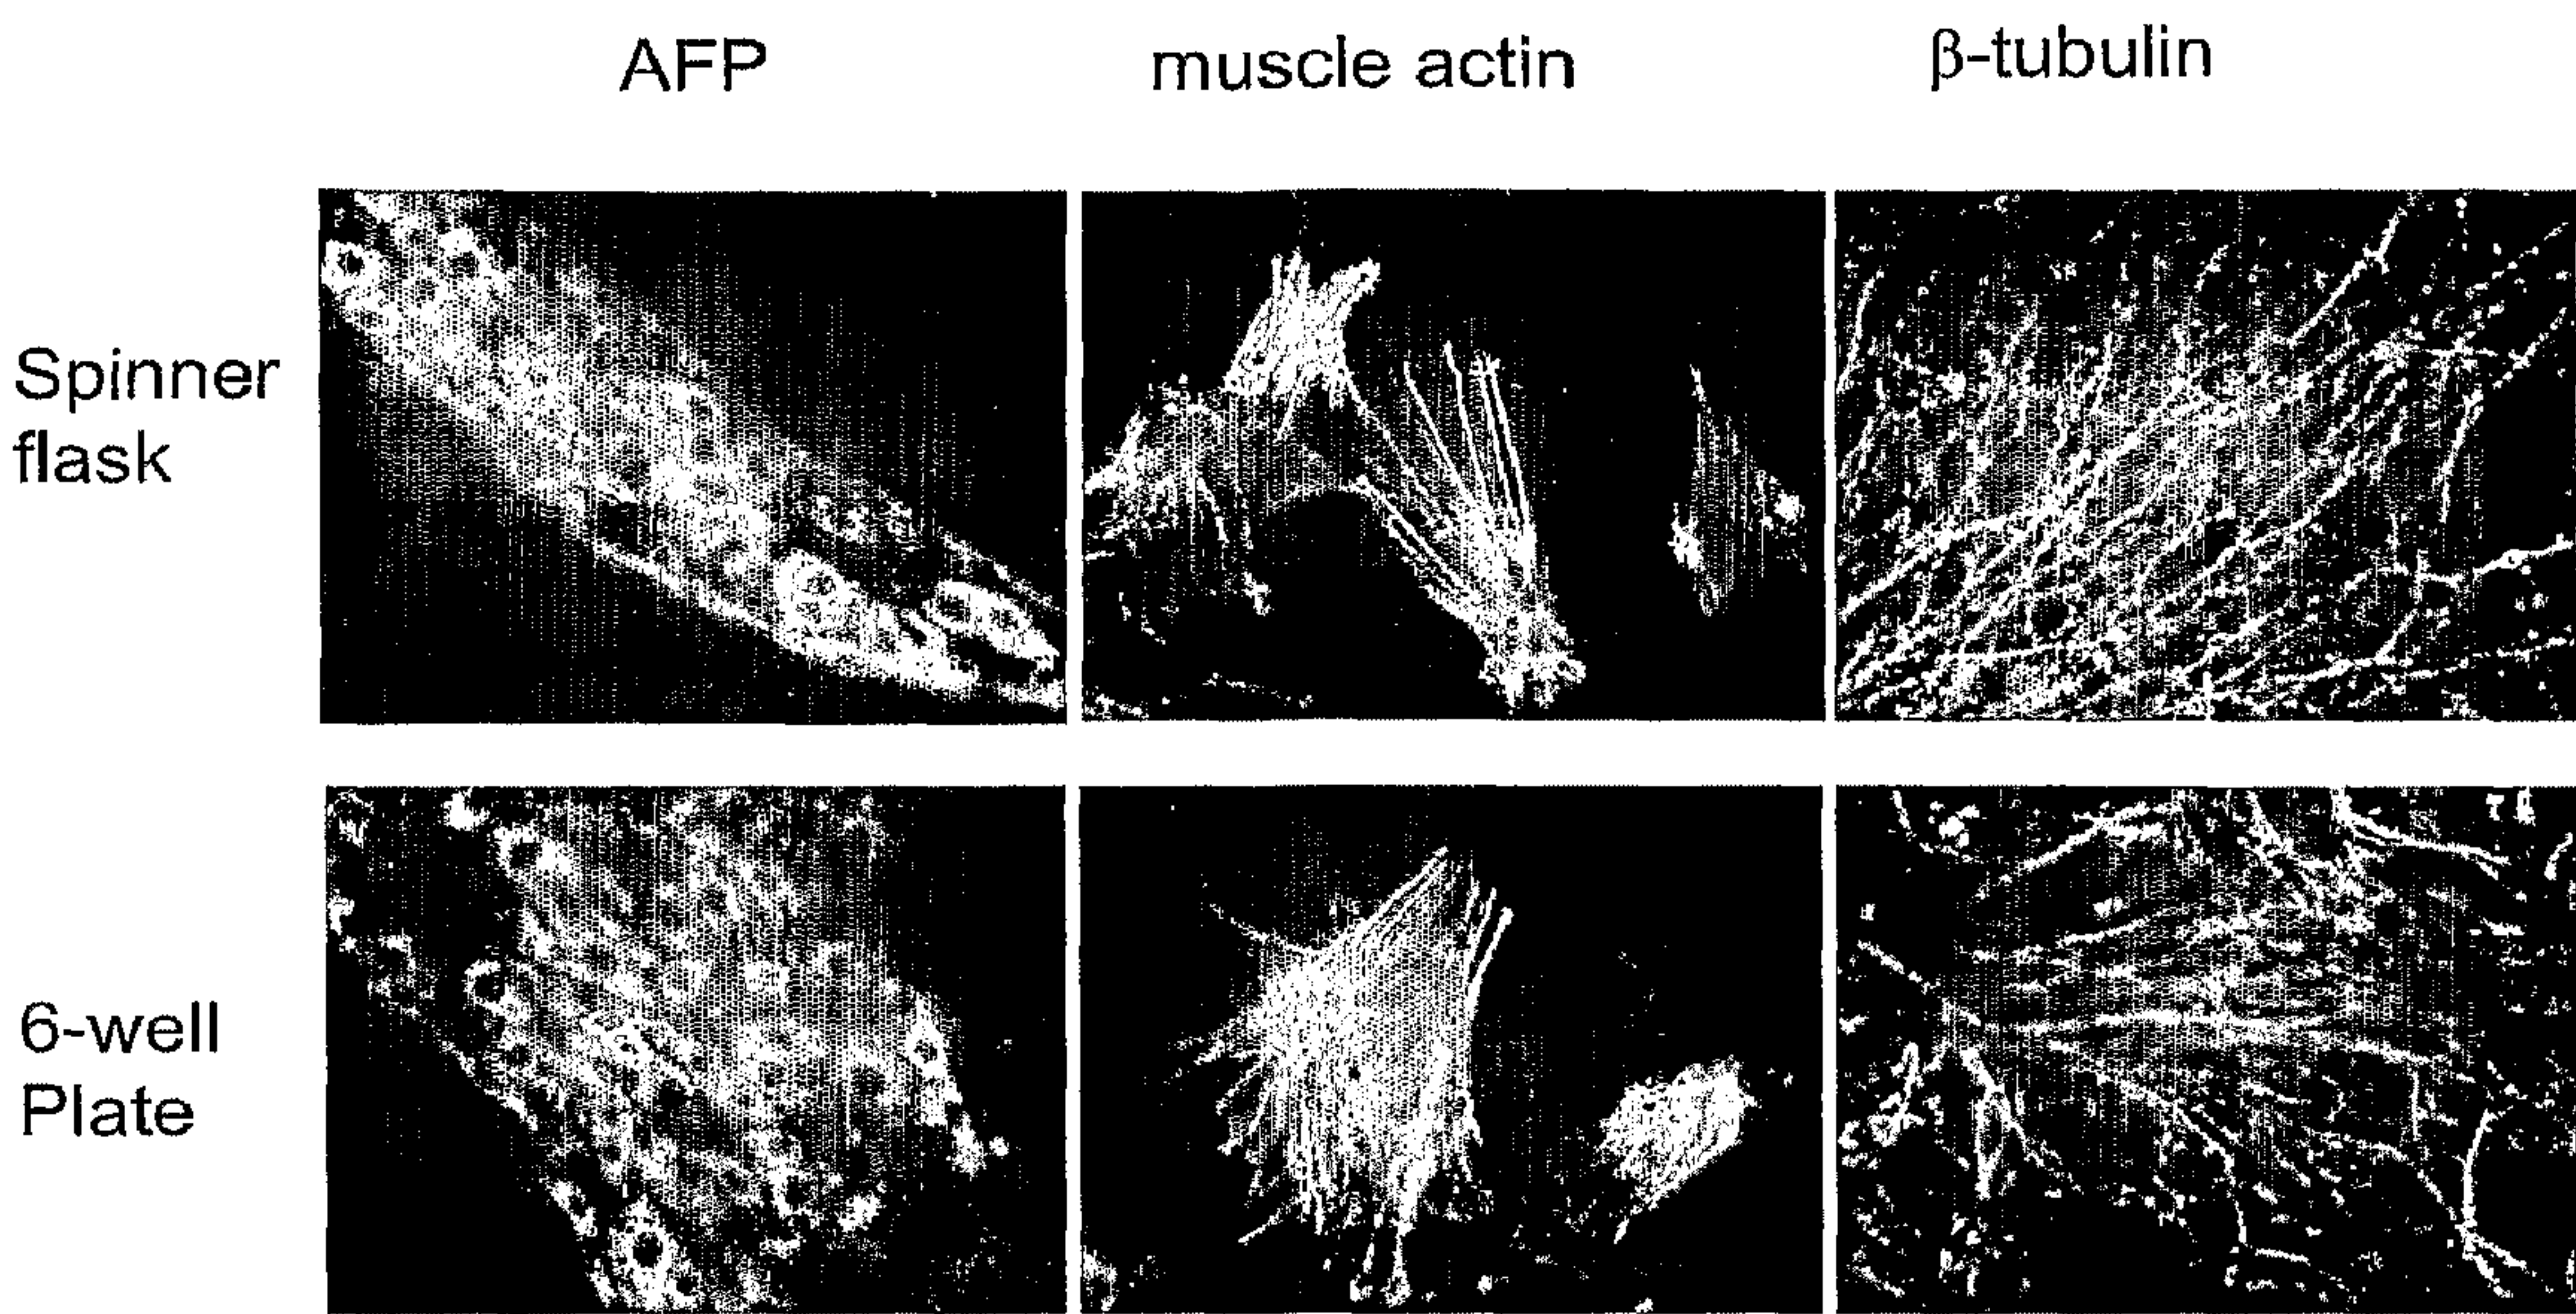 AFP
muscle actin
β-tubulin
Spinner
flask
6-well
Plate